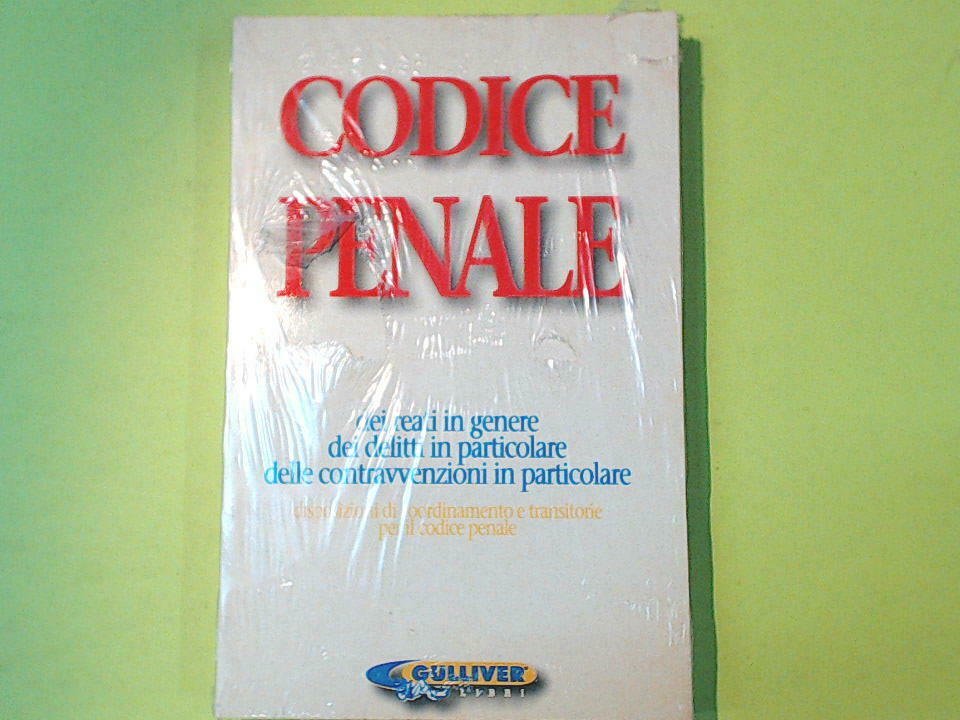 CODICE
PENALE
dei reati in genere
dei delitti in particolare
delle contravvenzioni in particolare
disposizioni di coordinamento e transitorie
per il codice penale
GULLIVER
LIBRI